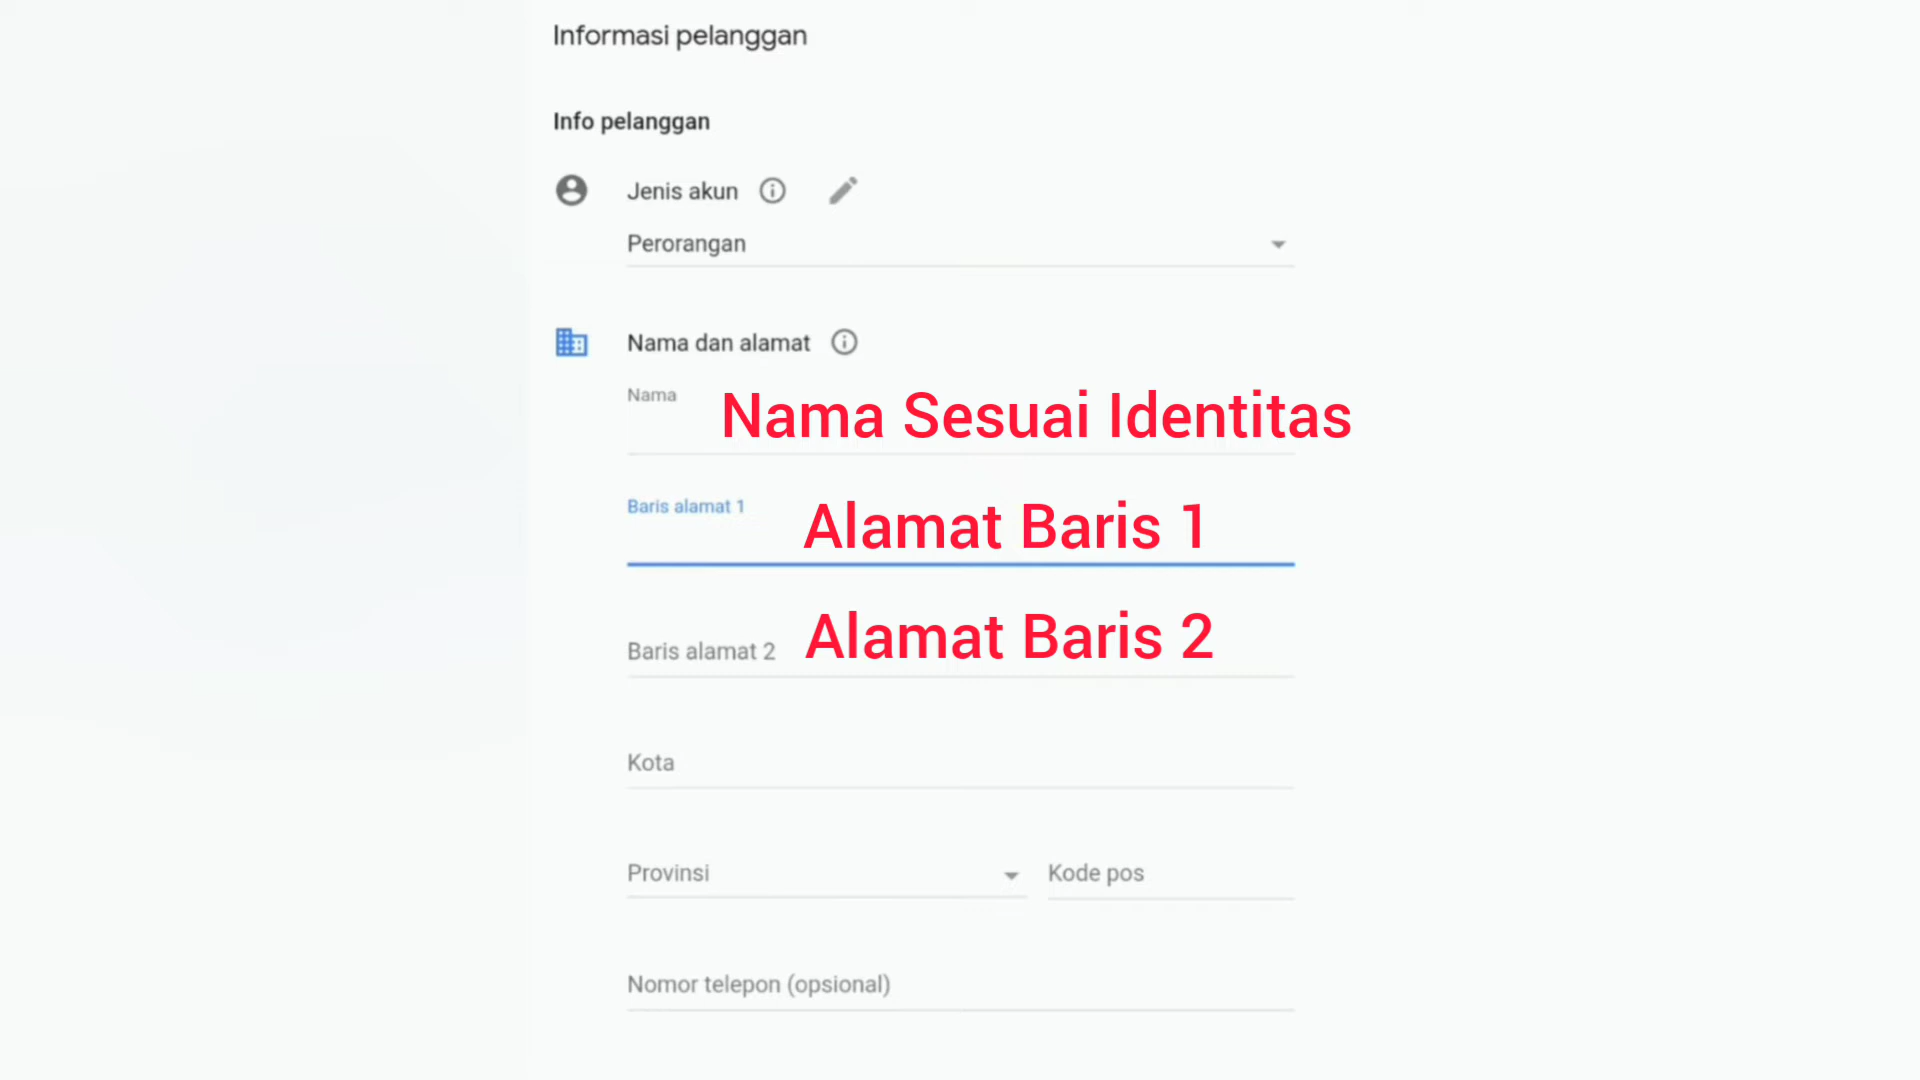 Informasi pelanggan
Info pelanggan
Jenis akun
Perorangan
Nama dan alamat
Nama
Nama Sesuai Identitas
Baris alamat 1
Alamat Baris 1
Baris alamat 2
Alamat Baris 2
Kota
Provinsi
Kode pos
Nomor telepon (opsional)